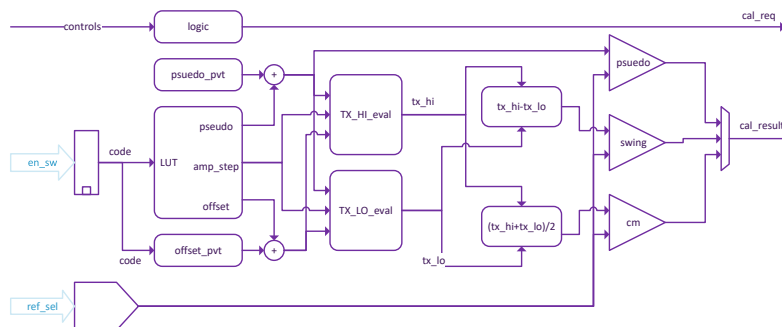 controls
logic
cal_req
psuedo_pvt
+
psuedo
TX_HI_eval
tx_hi
tx_hi-tx_lo
pseudo
LUT
amp_step
offset
code
en_sw
swing
cal_result
TX_LO_eval
(tx_hi+tx_lo)/2
cm
offset_pvt
+
code
tx_lo
ref_sel